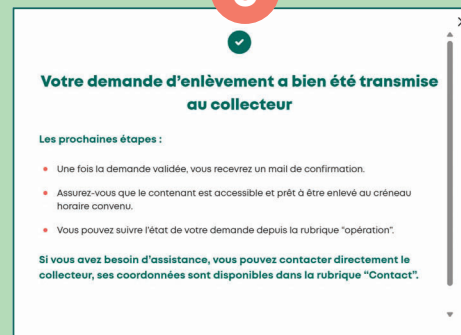 Votre demande d'enlèvement a bien été transmise
au collecteur
Les prochaines étapes :
• Une fois la demande validée, vous recevrez un mail de confirmation.
• Assurez-vous que le contenant est accessible et prêt à être enlevé au créneau
horaire convenu.
• Vous pouvez suivre l'état de votre demande depuis la rubrique "opération".
Si vous avez besoin d'assistance, vous pouvez contacter directement le
collecteur, ses coordonnées sont disponibles dans la rubrique "Contact".